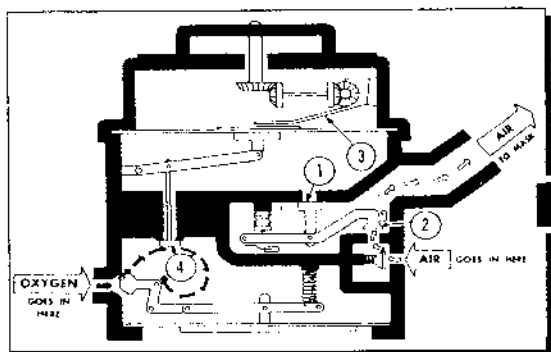 3
AIR
TO MASK
1
2
4
AIR GOES IN HERE
OXYGEN
GOES IN
HERE